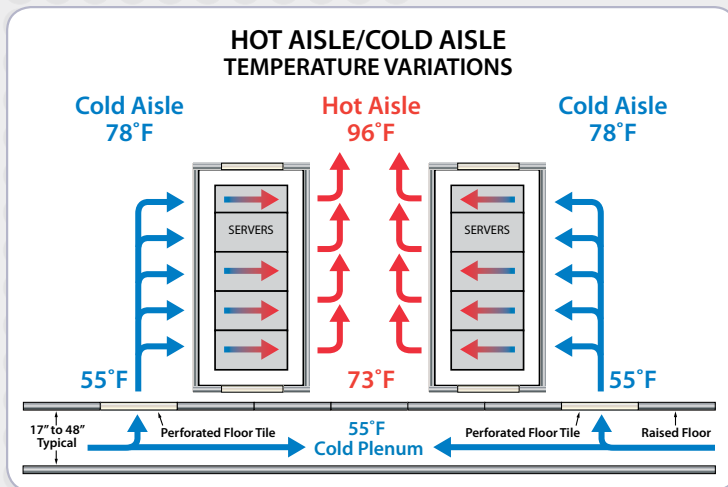 HOT AISLE/COLD AISLE
TEMPERATURE VARIATIONS
Cold Aisle
78˚F
Hot Aisle
96˚F
Cold Aisle
78˚F
SERVERS
SERVERS
55˚F
73˚F
55˚F
17” to 48”
Typical
Perforated Floor Tile
55˚F
Cold Plenum
Perforated Floor Tile
Raised Floor